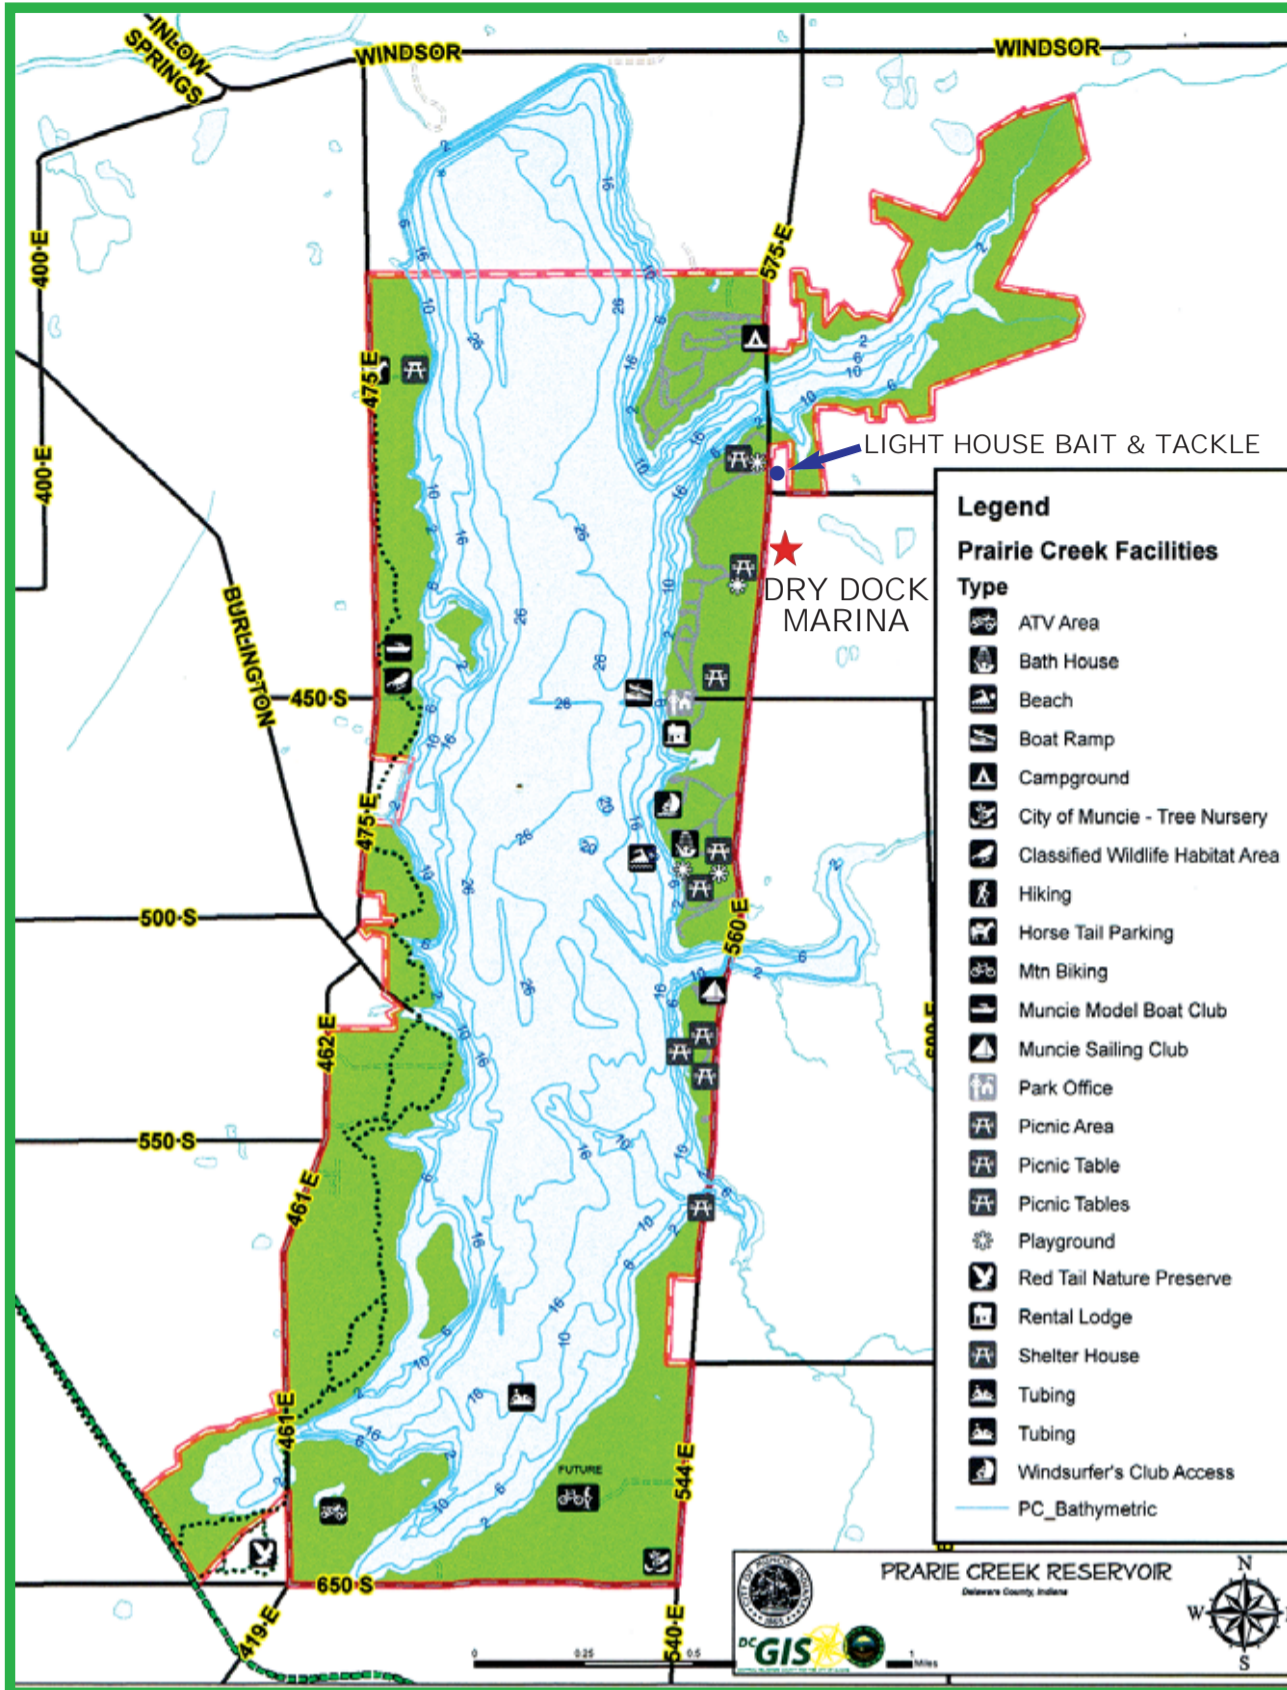 INLOW
SPRINGS
WINDSOR
WINDSOR
400 E
575 E
475 E
400 E
LIGHT HOUSE BAIT & TACKLE
DRY DOCK
MARINA
BURLINGTON
450 S
475 E
500 S
560 E
462 E
550 S
461 E
461 E
544 E
FUTURE
650 S
419 E
540 E
600 E
Legend
Prairie Creek Facilities
Type
ATV Area
Bath House
Beach
Boat Ramp
Campground
City of Muncie - Tree Nursery
Classified Wildlife Habitat Area
Hiking
Horse Tail Parking
Mtn Biking
Muncie Model Boat Club
Muncie Sailing Club
Park Office
Picnic Area
Picnic Table
Picnic Tables
Playground
Red Tail Nature Preserve
Rental Lodge
Shelter House
Tubing
Tubing
Windsurfer's Club Access
PC_Bathymetric
PRARIE CREEK RESERVOIR
Delaware County, Indiana
N
W
S
DC GIS
0 0.25 0.5 1
Miles